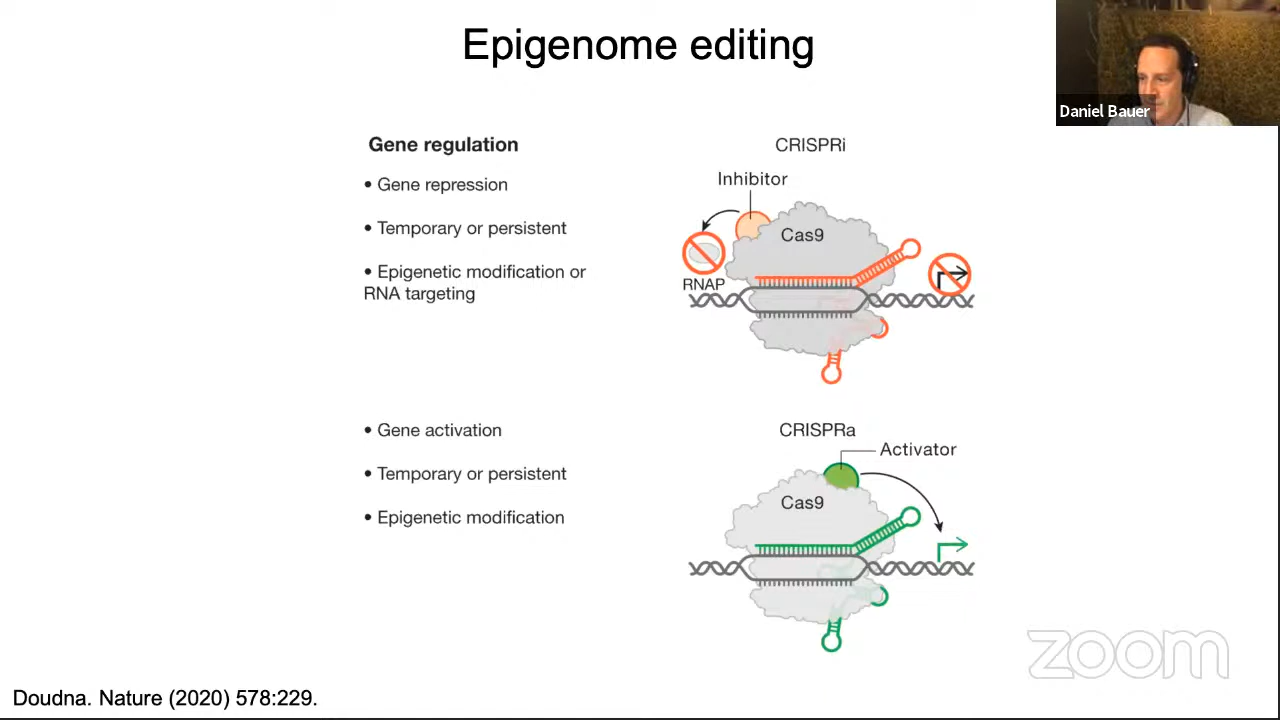 Epigenome editing
Daniel Bauer
Gene regulation
• Gene repression
• Temporary or persistent
• Epigenetic modification or
RNA targeting
CRISPRi
Inhibitor
Cas9
RNAP
• Gene activation
• Temporary or persistent
• Epigenetic modification
CRISPRa
Activator
Cas9
zoom
Doudna. Nature (2020) 578:229.